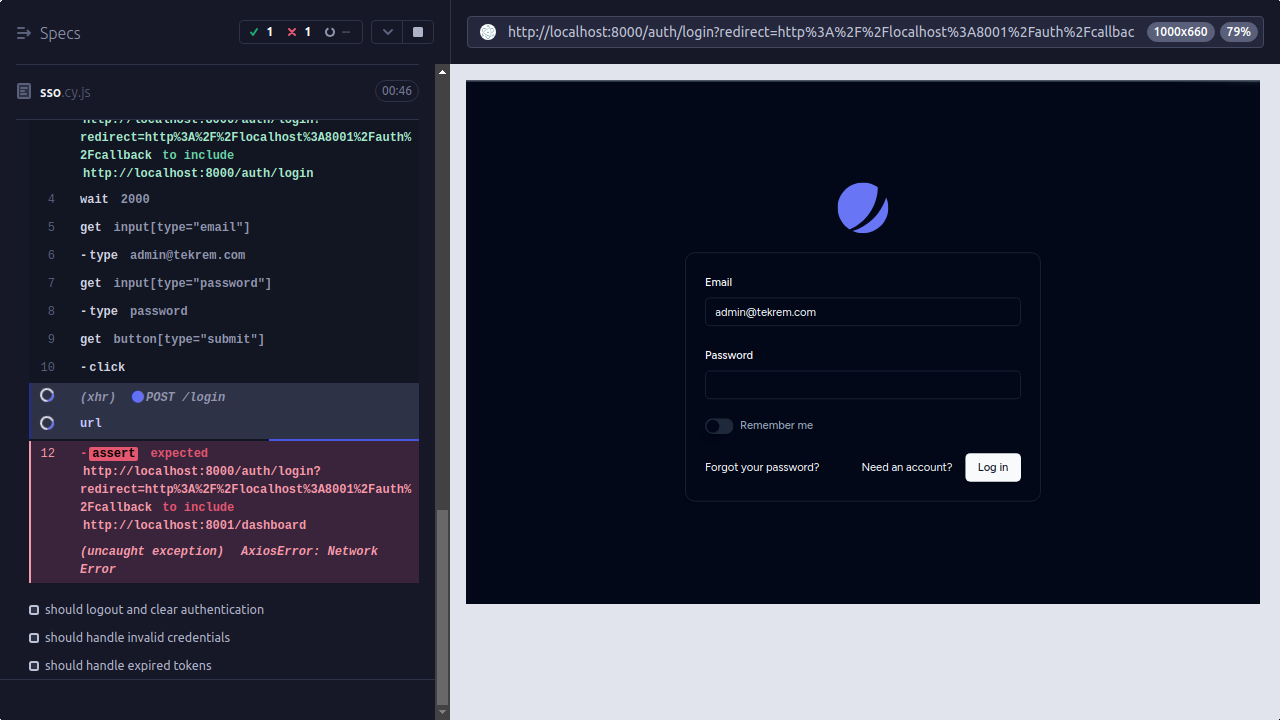 Specs
1
1
--
http://localhost:8000/auth/login?redirect=http%3A%2F%2Flocalhost%3A8001%2Fauth%2Fcallbac
1000x660
79%
sso.cy.js
00:46
http://localhost:8000/auth/login?
redirect=http%3A%2F%2Flocalhost%3A8001%2Fauth%
2Fcallback to include
http://localhost:8000/auth/login
4 wait 2000
5 get input[type="email"]
6 -type admin@tekrem.com
7 get input[type="password"]
8 -type password
9 get button[type="submit"]
10 -click
(xhr) POST /login
url
12 -assert expected
http://localhost:8000/auth/login?
redirect=http%3A%2F%2Flocalhost%3A8001%2Fauth%
2Fcallback to include
http://localhost:8001/dashboard
(uncaught exception) AxiosError: Network
Error
should logout and clear authentication
should handle invalid credentials
should handle expired tokens
Email
admin@tekrem.com
Password
Remember me
Forgot your password?
Need an account?
Log in